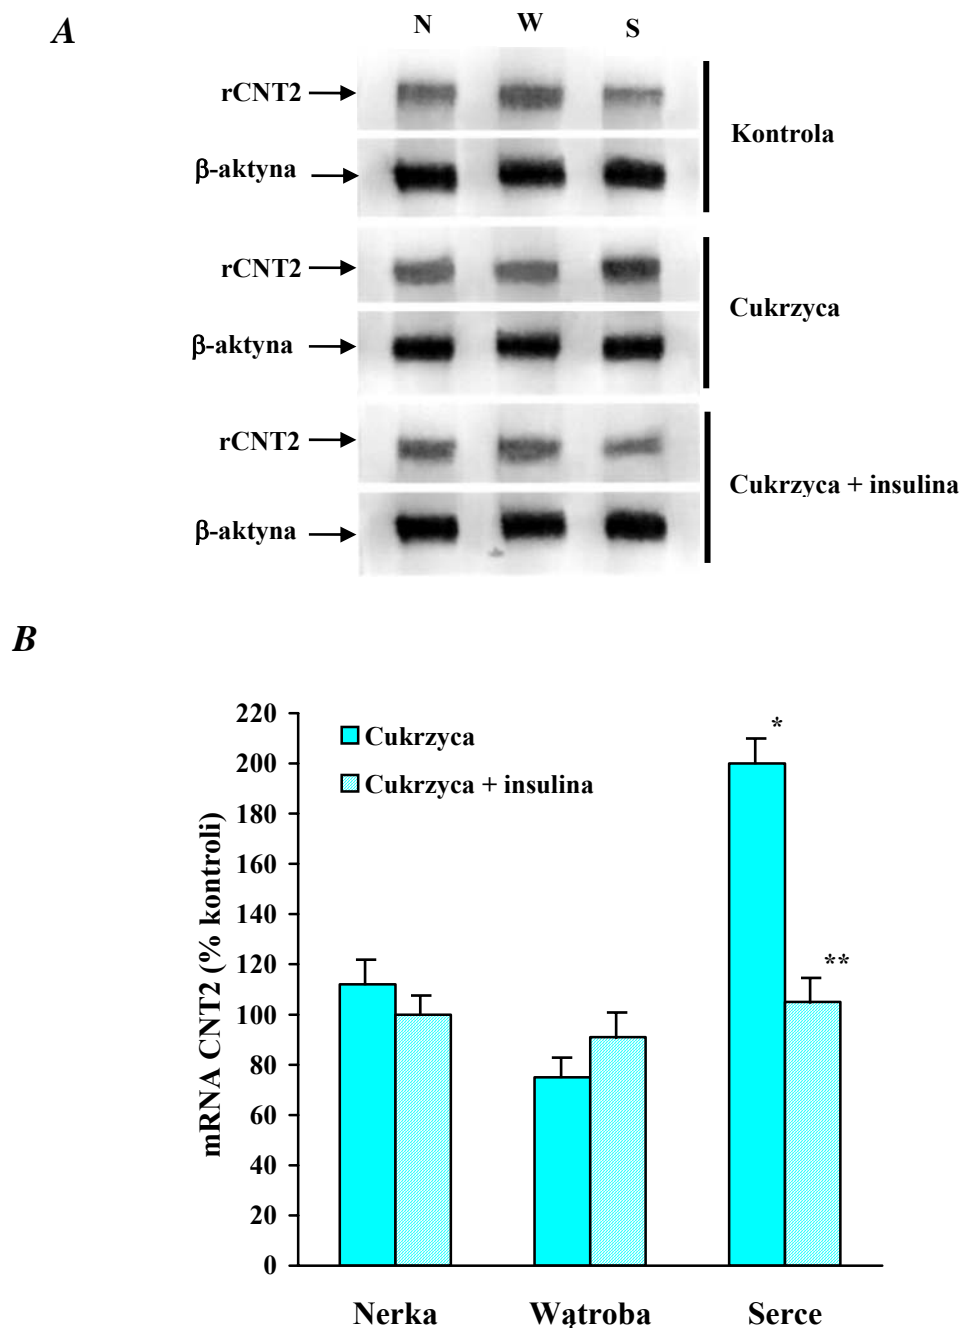 A
N W S
rCNT2
Kontrola
β-aktyna
rCNT2
Cukrzyca
β-aktyna
rCNT2
Cukrzyca + insulina
β-aktyna
B
mRNA CNT2 (% kontroli)
220
200
180
160
140
120
100
80
60
40
20
0
Cukrzyca
Cukrzyca + insulina
*
**
Nerka Wątroba Serce